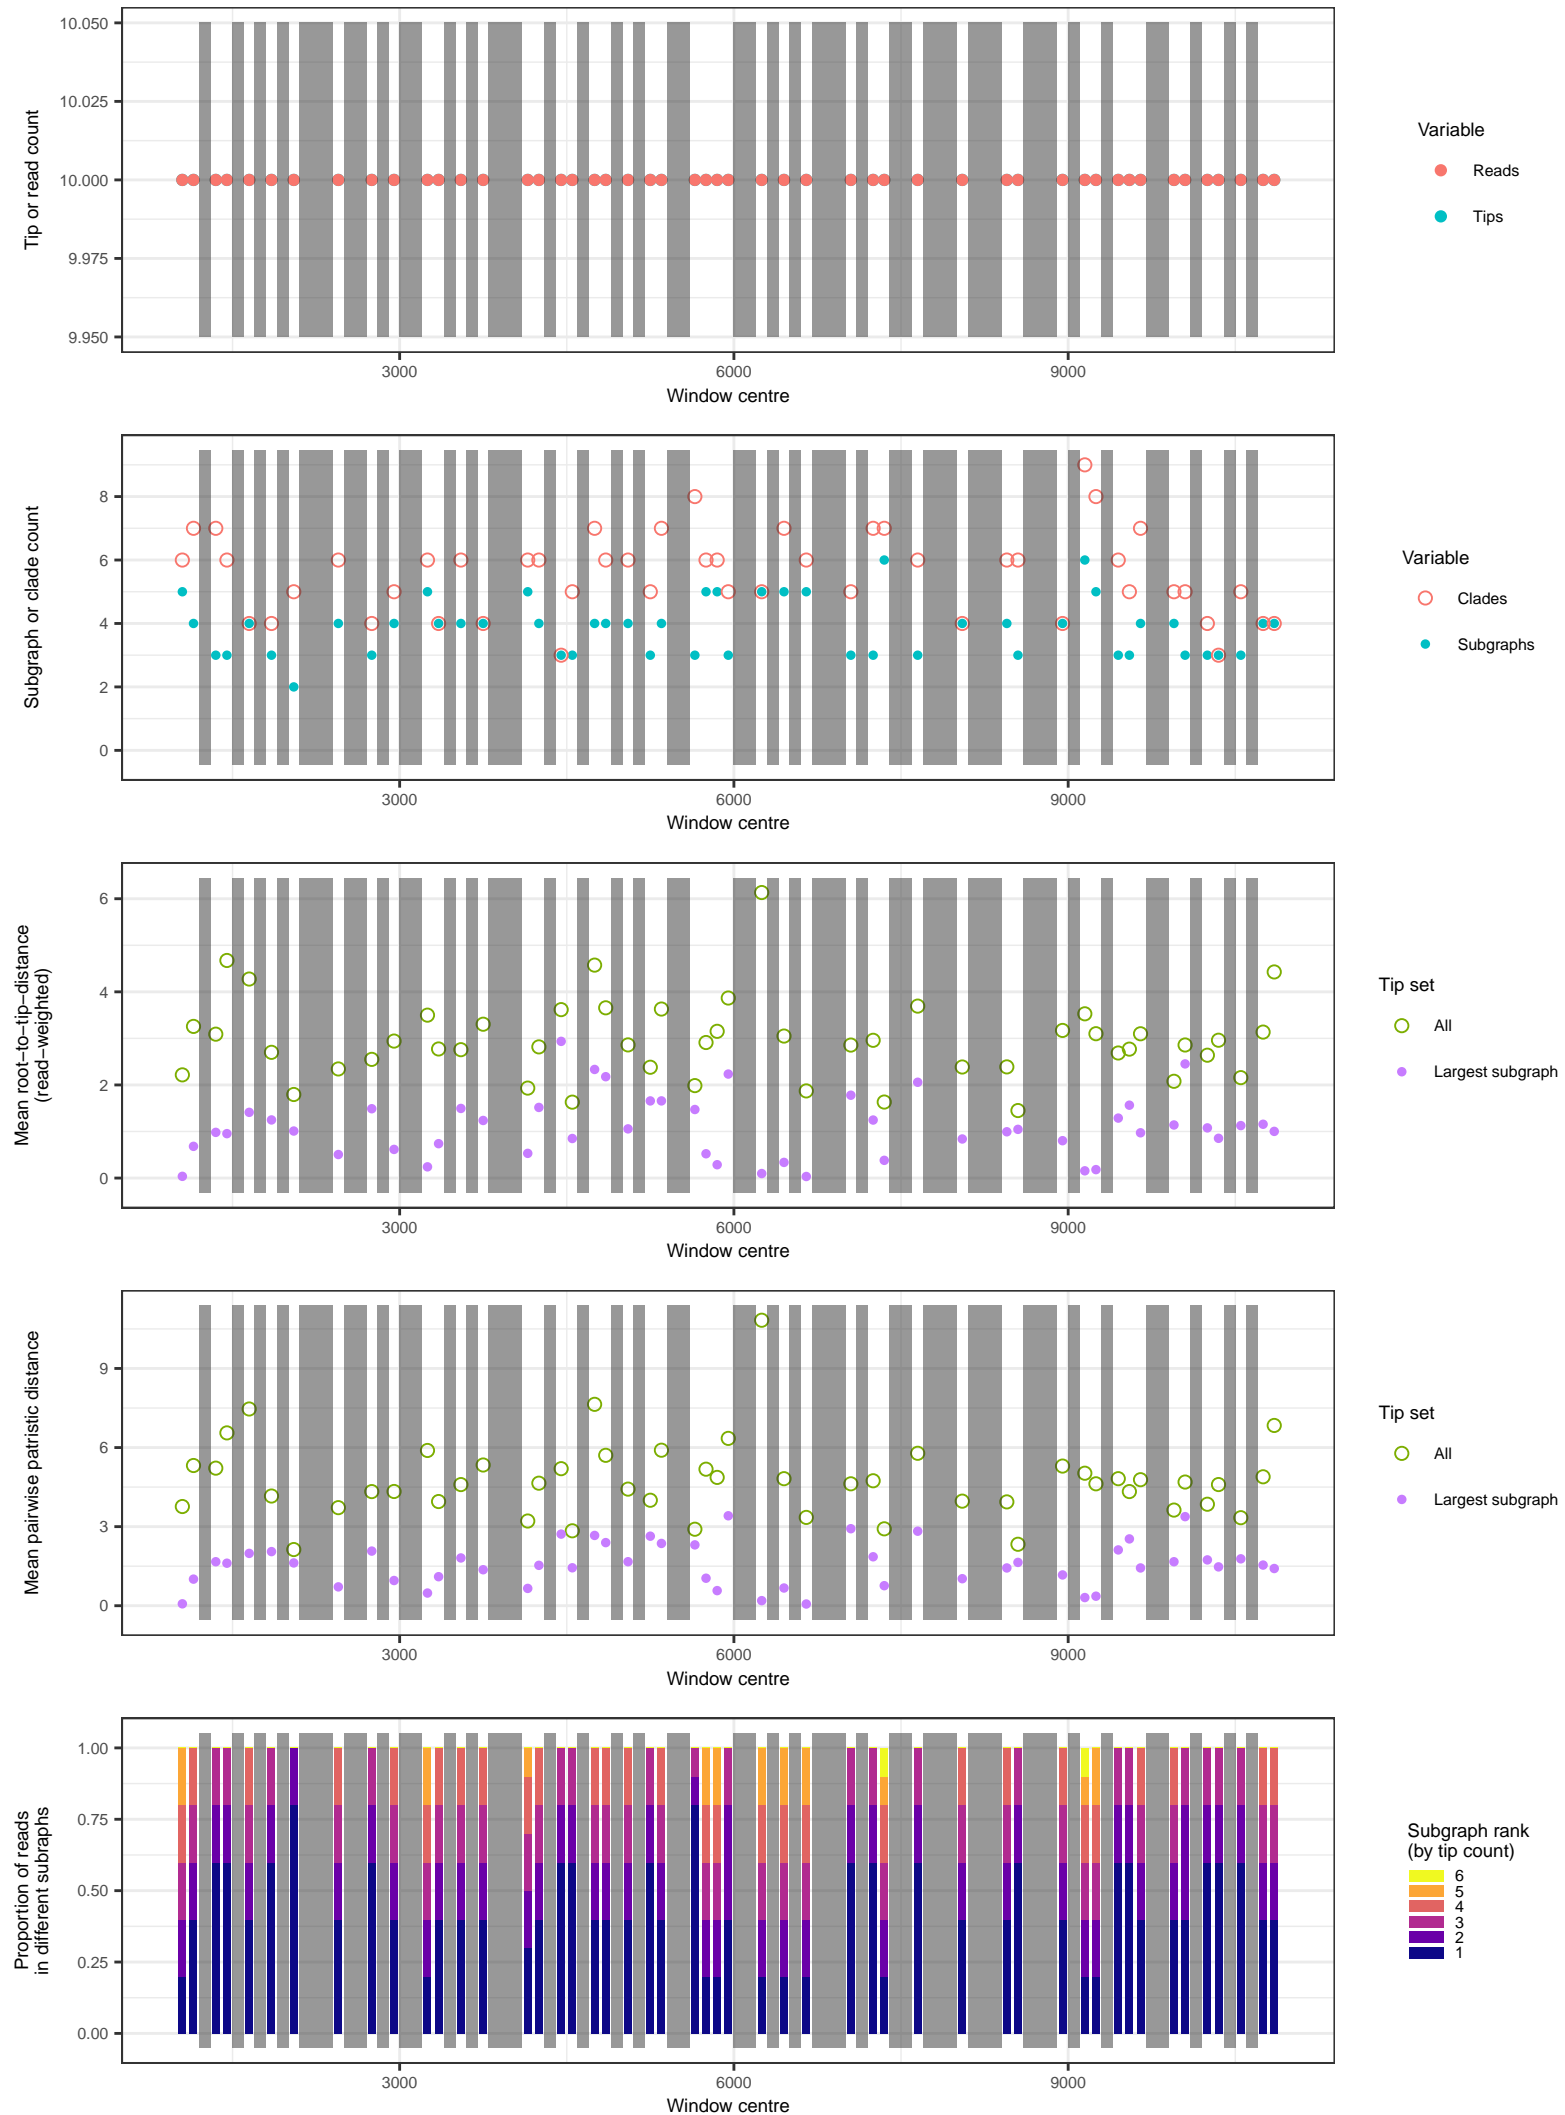 10.050
10.025
10.000
9.975
9.950
Tip or read count
3000
6000
9000
Window centre
Variable
Reads
Tips
8
6
4
2
0
Subgraph or clade count
3000
6000
9000
Window centre
Variable
Clades
Subgraphs
6
4
2
0
Mean root−to−tip−distance
(read−weighted)
3000
6000
9000
Window centre
Tip set
All
Largest subgraph
9
6
3
0
Mean pairwise patristic distance
3000
6000
9000
Window centre
Tip set
All
Largest subgraph
1.00
0.75
0.50
0.25
0.00
Proportion of reads
in different subraphs
3000
6000
9000
Window centre
Subgraph rank
(by tip count)
6
5
4
3
2
1